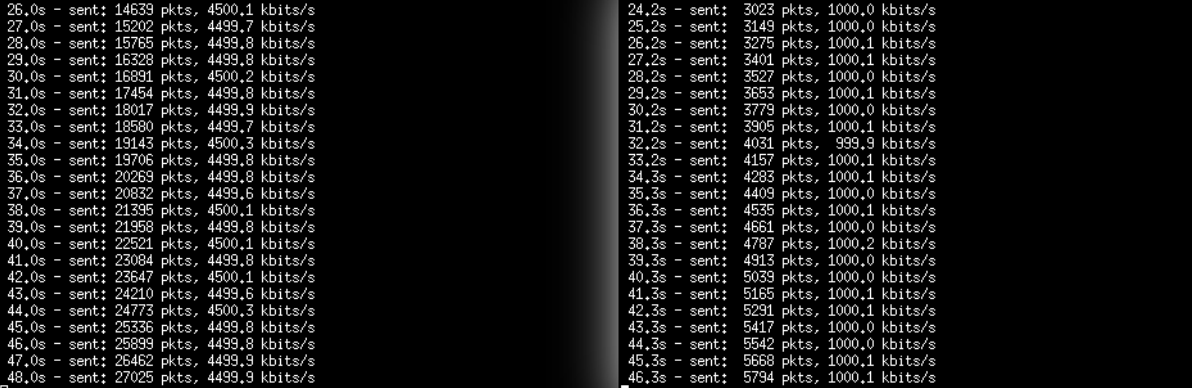 26.0s - sent: 14639 pkts, 4500.1 kbits/s
27.0s - sent: 15202 pkts, 4499.7 kbits/s
28.0s - sent: 15765 pkts, 4499.8 kbits/s
29.0s - sent: 16328 pkts, 4499.8 kbits/s
30.0s - sent: 16891 pkts, 4500.2 kbits/s
31.0s - sent: 17454 pkts, 4499.8 kbits/s
32.0s - sent: 18017 pkts, 4499.9 kbits/s
33.0s - sent: 18580 pkts, 4499.7 kbits/s
34.0s - sent: 19143 pkts, 4500.3 kbits/s
35.0s - sent: 19706 pkts, 4499.8 kbits/s
36.0s - sent: 20269 pkts, 4499.8 kbits/s
37.0s - sent: 20832 pkts, 4499.6 kbits/s
38.0s - sent: 21395 pkts, 4500.1 kbits/s
39.0s - sent: 21958 pkts, 4499.8 kbits/s
40.0s - sent: 22521 pkts, 4500.1 kbits/s
41.0s - sent: 23084 pkts, 4499.8 kbits/s
42.0s - sent: 23647 pkts, 4500.1 kbits/s
43.0s - sent: 24210 pkts, 4499.6 kbits/s
44.0s - sent: 24773 pkts, 4500.3 kbits/s
45.0s - sent: 25336 pkts, 4499.8 kbits/s
46.0s - sent: 25899 pkts, 4499.8 kbits/s
47.0s - sent: 26462 pkts, 4499.9 kbits/s
48.0s - sent: 27025 pkts, 4499.9 kbits/s
24.2s - sent: 3023 pkts, 1000.0 kbits/s
25.2s - sent: 3149 pkts, 1000.0 kbits/s
26.2s - sent: 3275 pkts, 1000.1 kbits/s
27.2s - sent: 3401 pkts, 1000.1 kbits/s
28.2s - sent: 3527 pkts, 1000.0 kbits/s
29.2s - sent: 3653 pkts, 1000.1 kbits/s
30.2s - sent: 3779 pkts, 1000.0 kbits/s
31.2s - sent: 3905 pkts, 1000.1 kbits/s
32.2s - sent: 4031 pkts, 999.9 kbits/s
33.2s - sent: 4157 pkts, 1000.1 kbits/s
34.3s - sent: 4283 pkts, 1000.1 kbits/s
35.3s - sent: 4409 pkts, 1000.0 kbits/s
36.3s - sent: 4535 pkts, 1000.1 kbits/s
37.3s - sent: 4661 pkts, 1000.0 kbits/s
38.3s - sent: 4787 pkts, 1000.2 kbits/s
39.3s - sent: 4913 pkts, 1000.0 kbits/s
40.3s - sent: 5039 pkts, 1000.0 kbits/s
41.3s - sent: 5165 pkts, 1000.1 kbits/s
42.3s - sent: 5291 pkts, 1000.1 kbits/s
43.3s - sent: 5417 pkts, 1000.0 kbits/s
44.3s - sent: 5542 pkts, 1000.0 kbits/s
45.3s - sent: 5668 pkts, 1000.1 kbits/s
46.3s - sent: 5794 pkts, 1000.1 kbits/s